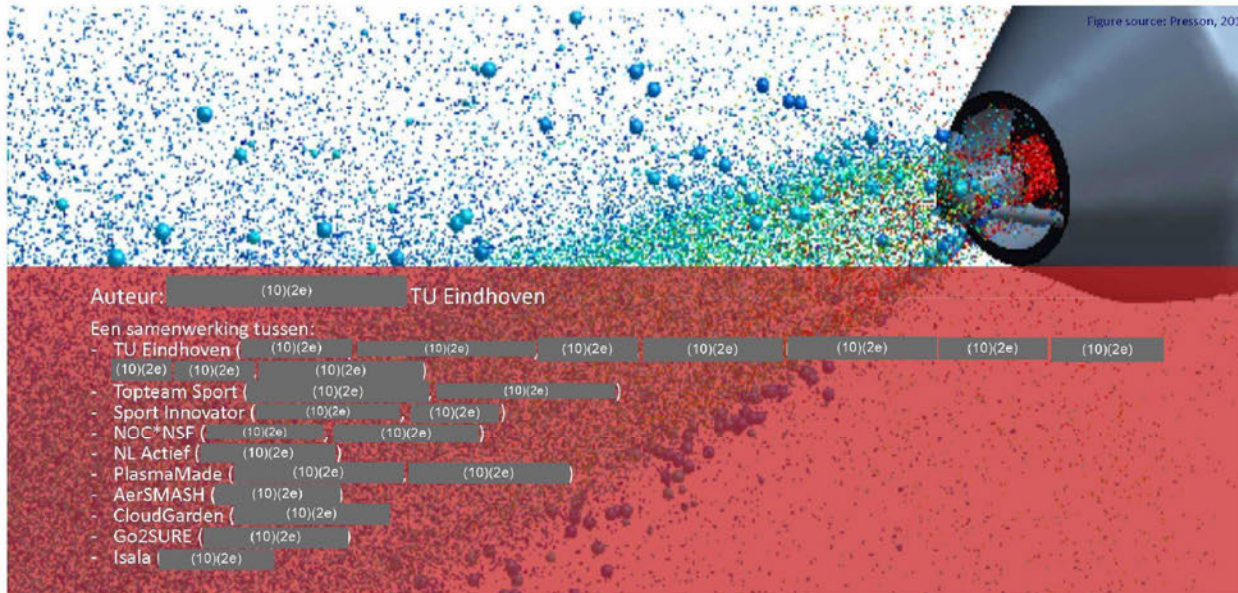 Figure source: Presson, 201
Auteur: (10)(2e) TU Eindhoven
Een samenwerking tussen:
- TU Eindhoven ( (10)(2e) , (10)(2e) , (10)(2e) (10)(2e) (10)(2e) (10)(2e) (10)(2e)
(10)(2e) (10)(2e) , (10)(2e) )
- Topteam Sport ( (10)(2e) , (10)(2e) )
- Sport Innovator ( (10)(2e) , (10)(2e) )
- NOC*NSF ( (10)(2e) , (10)(2e) )
- NL Actief ( (10)(2e) )
- PlasmaMade ( (10)(2e) , (10)(2e) )
- AerSMASH ( (10)(2e) )
- CloudGarden ( (10)(2e)
- Go2SURE ( (10)(2e) )
- Isala (10)(2e)